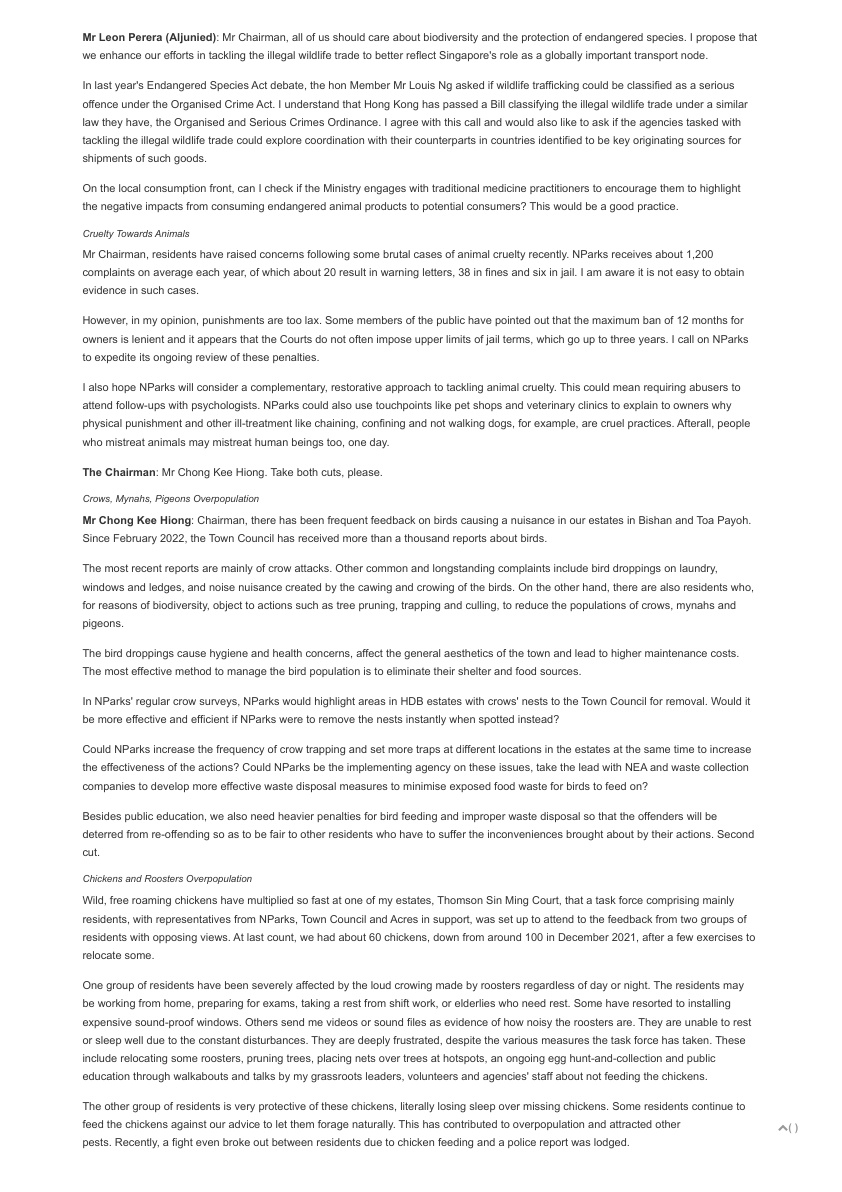 Mr Leon Perera (Aljunied): Mr Chairman, all of us should care about biodiversity and the protection of endangered species. I propose that
we enhance our efforts in tackling the illegal wildlife trade to better reflect Singapore's role as a globally important transport node.
In last year's Endangered Species Act debate, the hon Member Mr Louis Ng asked if wildlife trafficking could be classified as a serious
offence under the Organised Crime Act. I understand that Hong Kong has passed a Bill classifying the illegal wildlife trade under a similar
law they have, the Organised and Serious Crimes Ordinance. I agree with this call and would also like to ask if the agencies tasked with
tackling the illegal wildlife trade could explore coordination with their counterparts in countries identified to be key originating sources for
shipments of such goods.
On the local consumption front, can I check if the Ministry engages with traditional medicine practitioners to encourage them to highlight
the negative impacts from consuming endangered animal products to potential consumers? This would be a good practice.
Cruelty Towards Animals
Mr Chairman, residents have raised concerns following some brutal cases of animal cruelty recently. NParks receives about 1,200
complaints on average each year, of which about 20 result in warning letters, 38 in fines and six in jail. I am aware it is not easy to obtain
evidence in such cases.
However, in my opinion, punishments are too lax. Some members of the public have pointed out that the maximum ban of 12 months for
owners is lenient and it appears that the Courts do not often impose upper limits of jail terms, which go up to three years. I call on NParks
to expedite its ongoing review of these penalties.
I also hope NParks will consider a complementary, restorative approach to tackling animal cruelty. This could mean requiring abusers to
attend follow-ups with psychologists. NParks could also use touchpoints like pet shops and veterinary clinics to explain to owners why
physical punishment and other ill-treatment like chaining, confining and not walking dogs, for example, are cruel practices. Afterall, people
who mistreat animals may mistreat human beings too, one day.
The Chairman: Mr Chong Kee Hiong. Take both cuts, please.
Crows, Mynahs, Pigeons Overpopulation
Mr Chong Kee Hiong: Chairman, there has been frequent feedback on birds causing a nuisance in our estates in Bishan and Toa Payoh.
Since February 2022, the Town Council has received more than a thousand reports about birds.
The most recent reports are mainly of crow attacks. Other common and longstanding complaints include bird droppings on laundry,
windows and ledges, and noise nuisance created by the cawing and crowing of the birds. On the other hand, there are also residents who,
for reasons of biodiversity, object to actions such as tree pruning, trapping and culling, to reduce the populations of crows, mynahs and
pigeons.
The bird droppings cause hygiene and health concerns, affect the general aesthetics of the town and lead to higher maintenance costs.
The most effective method to manage the bird population is to eliminate their shelter and food sources.
In NParks' regular crow surveys, NParks would highlight areas in HDB estates with crows' nests to the Town Council for removal. Would it
be more effective and efficient if NParks were to remove the nests instantly when spotted instead?
Could NParks increase the frequency of crow trapping and set more traps at different locations in the estates at the same time to increase
the effectiveness of the actions? Could NParks be the implementing agency on these issues, take the lead with NEA and waste collection
companies to develop more effective waste disposal measures to minimise exposed food waste for birds to feed on?
Besides public education, we also need heavier penalties for bird feeding and improper waste disposal so that the offenders will be
deterred from re-offending so as to be fair to other residents who have to suffer the inconveniences brought about by their actions. Second
cut.
Chickens and Roosters Overpopulation
Wild, free roaming chickens have multiplied so fast at one of my estates, Thomson Sin Ming Court, that a task force comprising mainly
residents, with representatives from NParks, Town Council and Acres in support, was set up to attend to the feedback from two groups of
residents with opposing views. At last count, we had about 60 chickens, down from around 100 in December 2021, after a few exercises to
relocate some.
One group of residents have been severely affected by the loud crowing made by roosters regardless of day or night. The residents may
be working from home, preparing for exams, taking a rest from shift work, or elderlies who need rest. Some have resorted to installing
expensive sound-proof windows. Others send me videos or sound files as evidence of how noisy the roosters are. They are unable to rest
or sleep well due to the constant disturbances. They are deeply frustrated, despite the various measures the task force has taken. These
include relocating some roosters, pruning trees, placing nets over trees at hotspots, an ongoing egg hunt-and-collection and public
education through walkabouts and talks by my grassroots leaders, volunteers and agencies' staff about not feeding the chickens.
The other group of residents is very protective of these chickens, literally losing sleep over missing chickens. Some residents continue to
feed the chickens against our advice to let them forage naturally. This has contributed to overpopulation and attracted other
pests. Recently, a fight even broke out between residents due to chicken feeding and a police report was lodged.
( )